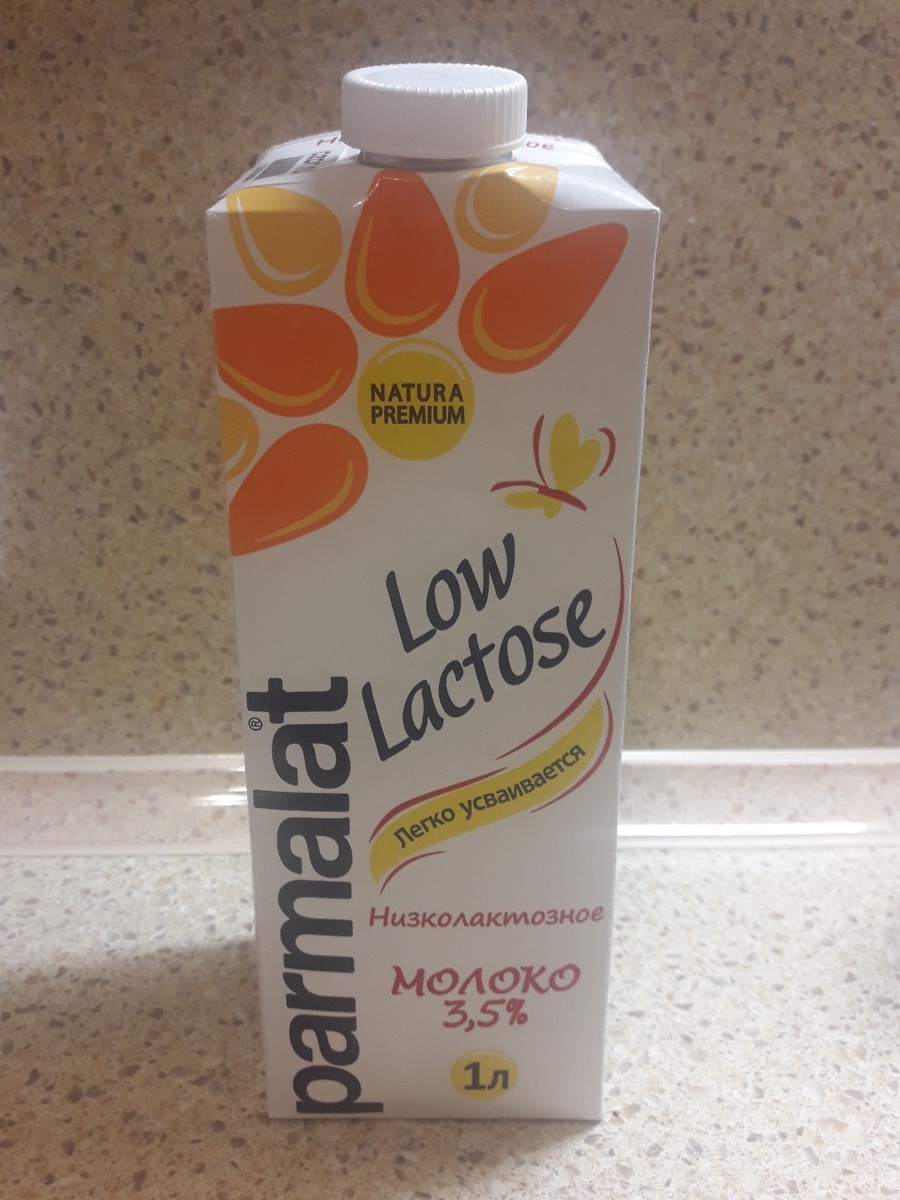 NATURA
PREMIUM
Low
Lactose
Легко усваивается
parmalat®
Низколактозное
МОЛОКО
3,5%
1л